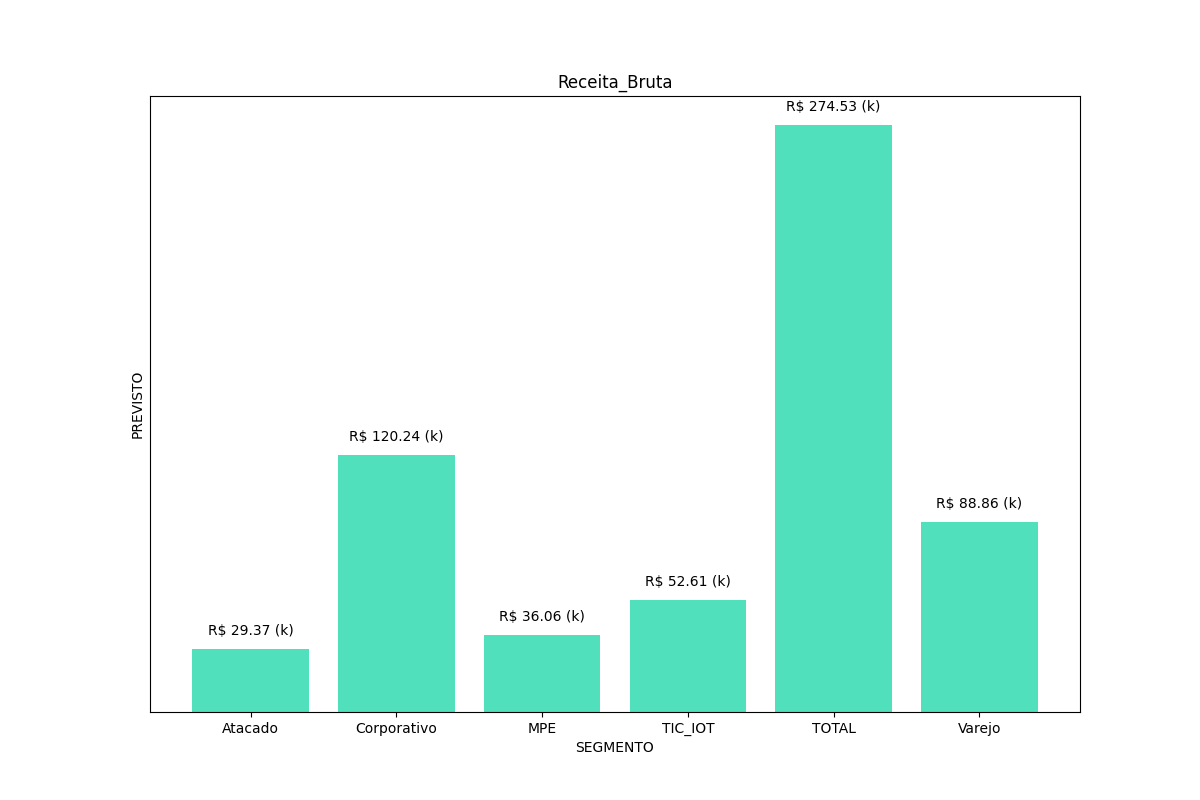 Receita_Bruta
R$ 274.53 (k)
PREVISTO
R$ 120.24 (k)
R$ 88.86 (k)
R$ 52.61 (k)
R$ 36.06 (k)
R$ 29.37 (k)
Atacado Corporativo MPE TIC_IOT TOTAL Varejo
SEGMENTO